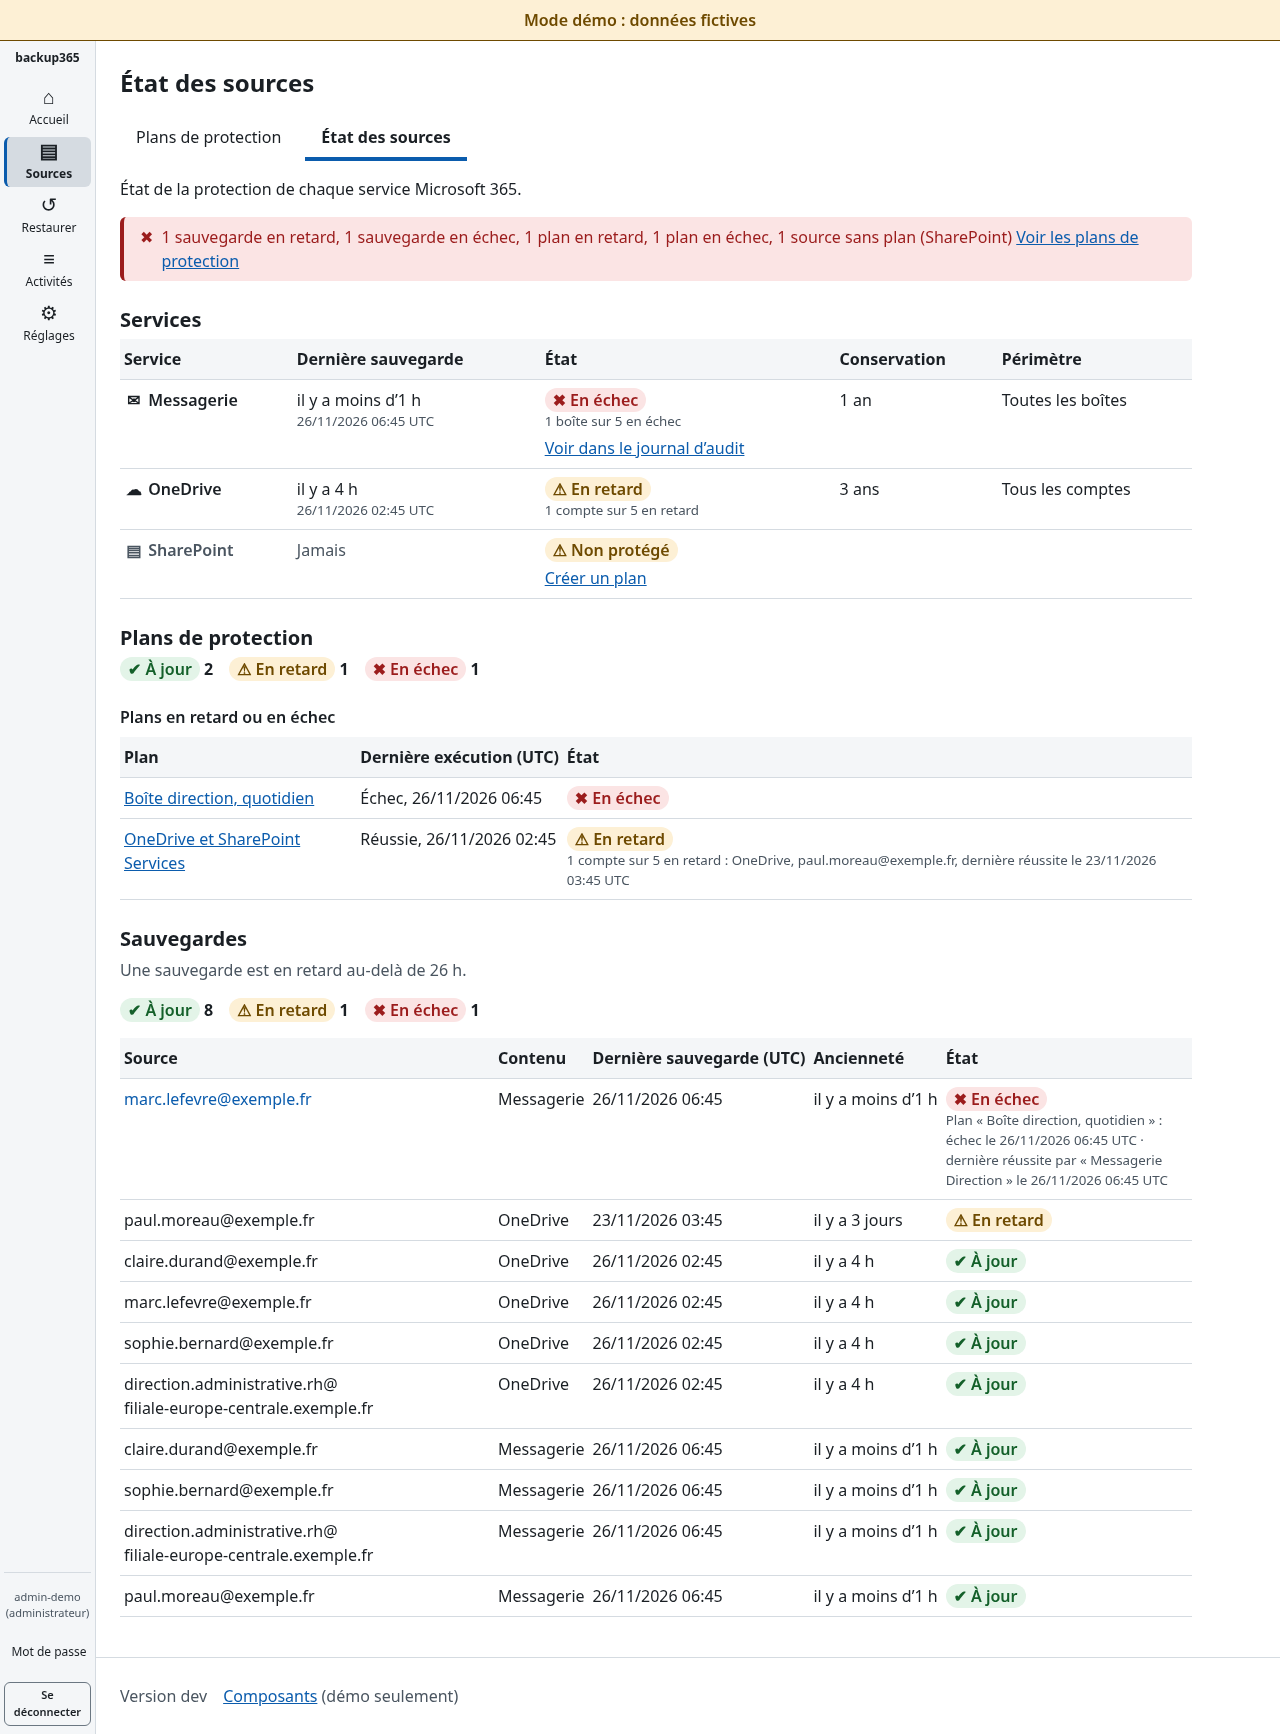 Mode démo : données fictives
backup365
Accueil
Sources
Restaurer
Activités
Réglages
admin-demo
(administrateur)
Mot de passe
Se
déconnecter
État des sources
Plans de protection État des sources
État de la protection de chaque service Microsoft 365.
✖ 1 sauvegarde en retard, 1 sauvegarde en échec, 1 plan en retard, 1 plan en échec, 1 source sans plan (SharePoint) Voir les plans de
protection
Services
Service Dernière sauvegarde État Conservation Périmètre
✉ Messagerie il y a moins d’1 h ✖ En échec 1 an Toutes les boîtes
26/11/2026 06:45 UTC 1 boîte sur 5 en échec
Voir dans le journal d’audit
☁ OneDrive il y a 4 h ⚠ En retard 3 ans Tous les comptes
26/11/2026 02:45 UTC 1 compte sur 5 en retard
▤ SharePoint Jamais ⚠ Non protégé
Créer un plan
Plans de protection
✔ À jour 2 ⚠ En retard 1 ✖ En échec 1
Plans en retard ou en échec
Plan Dernière exécution (UTC) État
Boîte direction, quotidien Échec, 26/11/2026 06:45 ✖ En échec
OneDrive et SharePoint Réussie, 26/11/2026 02:45 ⚠ En retard
Services 1 compte sur 5 en retard : OneDrive, paul.moreau@exemple.fr, dernière réussite le 23/11/2026
03:45 UTC
Sauvegardes
Une sauvegarde est en retard au-delà de 26 h.
✔ À jour 8 ⚠ En retard 1 ✖ En échec 1
Source Contenu Dernière sauvegarde (UTC) Ancienneté État
marc.lefevre@exemple.fr Messagerie 26/11/2026 06:45 il y a moins d’1 h ✖ En échec
Plan « Boîte direction, quotidien » :
échec le 26/11/2026 06:45 UTC ·
dernière réussite par « Messagerie
Direction » le 26/11/2026 06:45 UTC
paul.moreau@exemple.fr OneDrive 23/11/2026 03:45 il y a 3 jours ⚠ En retard
claire.durand@exemple.fr OneDrive 26/11/2026 02:45 il y a 4 h ✔ À jour
marc.lefevre@exemple.fr OneDrive 26/11/2026 02:45 il y a 4 h ✔ À jour
sophie.bernard@exemple.fr OneDrive 26/11/2026 02:45 il y a 4 h ✔ À jour
direction.administrative.rh@ OneDrive 26/11/2026 02:45 il y a 4 h ✔ À jour
filiale-europe-centrale.exemple.fr
claire.durand@exemple.fr Messagerie 26/11/2026 06:45 il y a moins d’1 h ✔ À jour
sophie.bernard@exemple.fr Messagerie 26/11/2026 06:45 il y a moins d’1 h ✔ À jour
direction.administrative.rh@ Messagerie 26/11/2026 06:45 il y a moins d’1 h ✔ À jour
filiale-europe-centrale.exemple.fr
paul.moreau@exemple.fr Messagerie 26/11/2026 06:45 il y a moins d’1 h ✔ À jour
Version dev Composants (démo seulement)